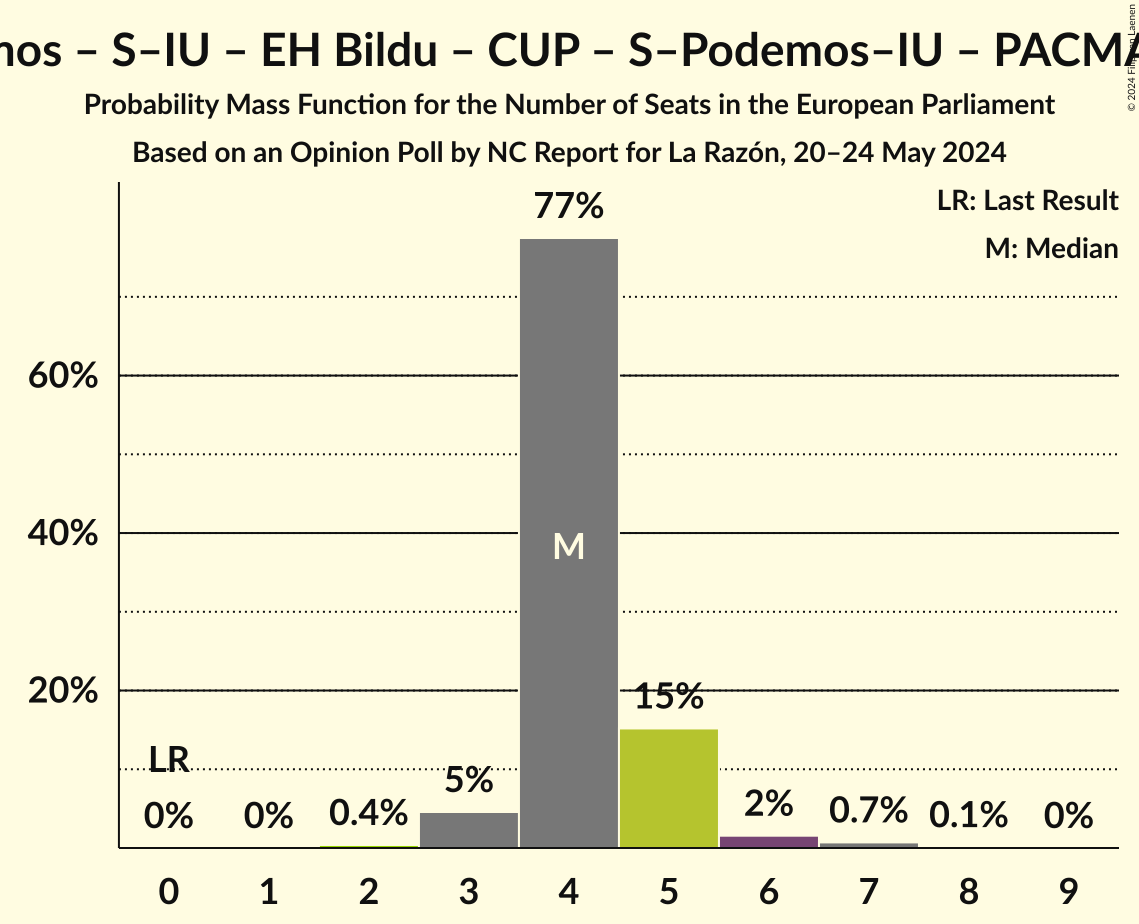 – S–IU – EH Bildu – CUP – S–Podemos–IU –
Probability Mass Function for the Number of Seats in the European Parliament
Based on an Opinion Poll by NC Report for La Razón, 20–24 May 2024
© 2024 Filip van Laenen
LR: Last Result
M: Median
77%
60%
40%
20%
M
15%
LR
5%
0%
0%
0.4%
2%
0.7%
0.1%
0%
0 1 2 3 4 5 6 7 8 9